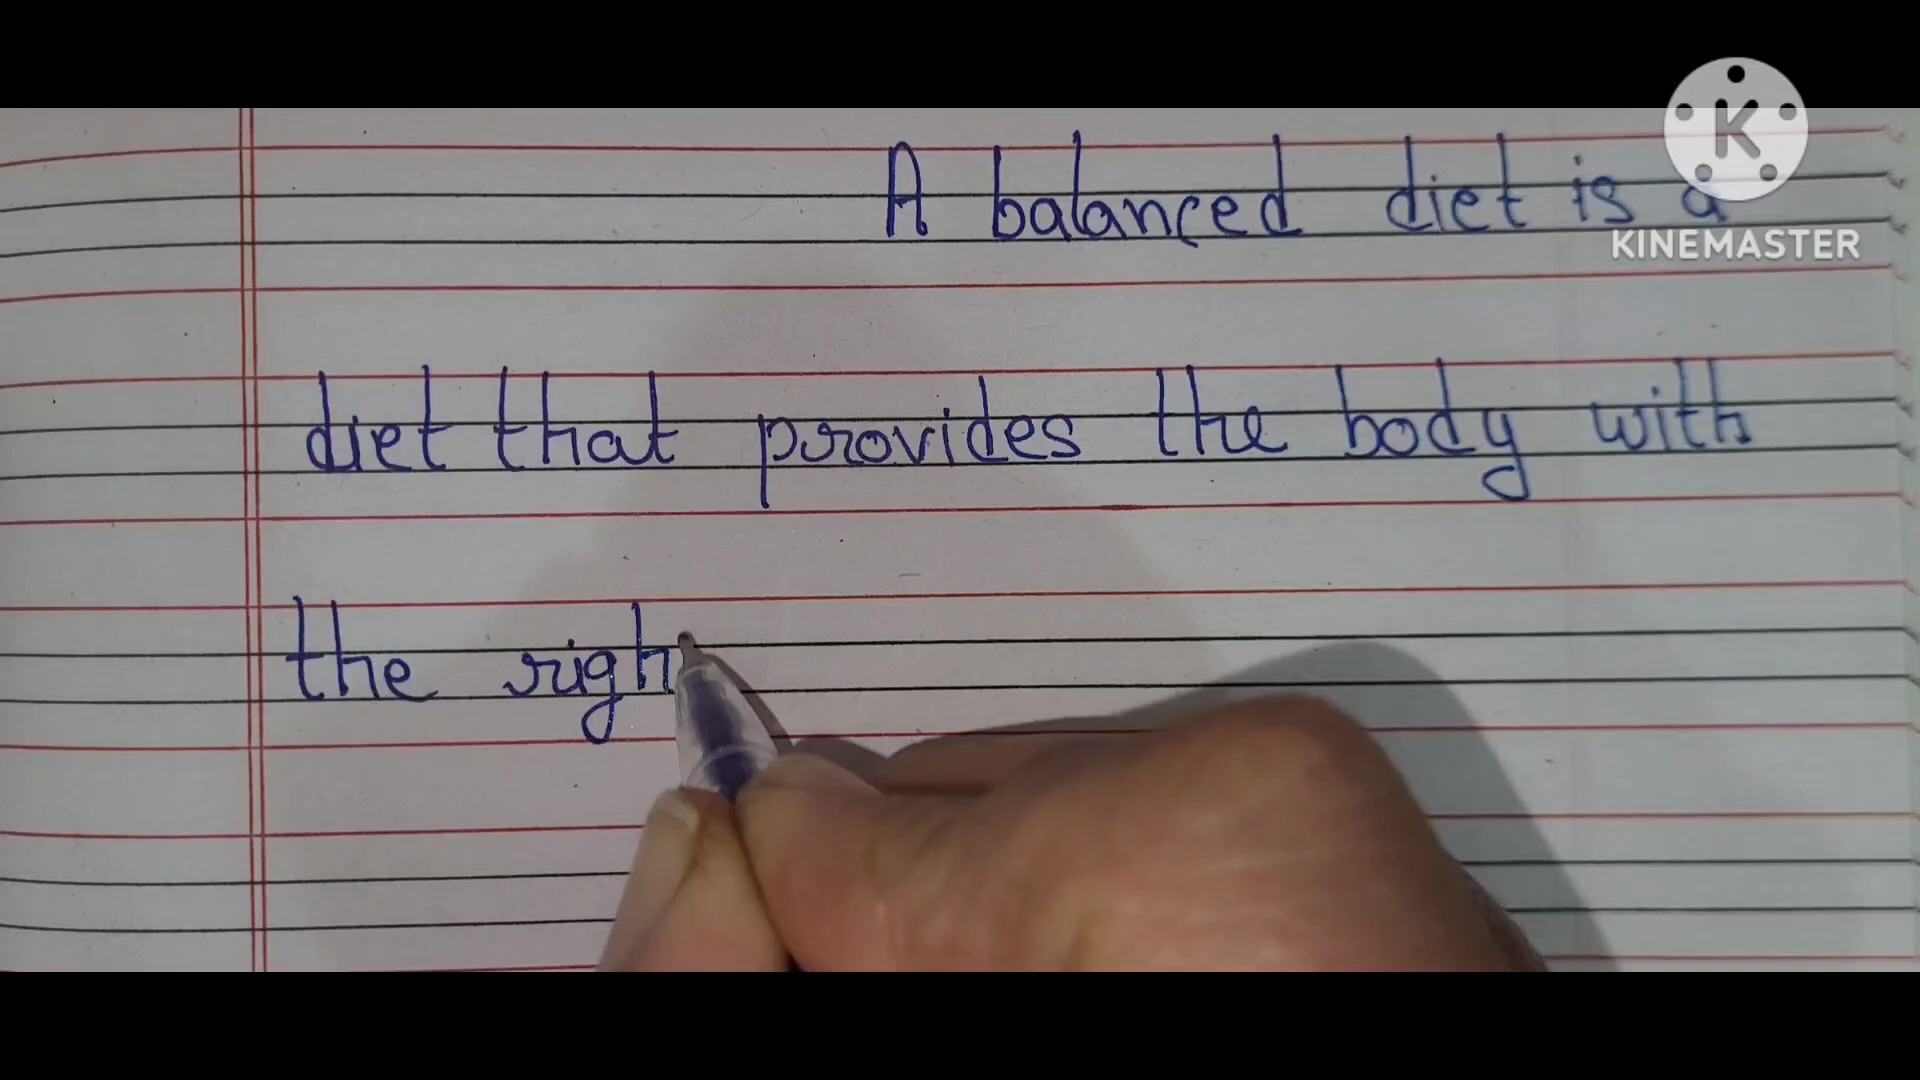 A balanced diet is a
KINEMASTER
diet that provides the body with
the righ